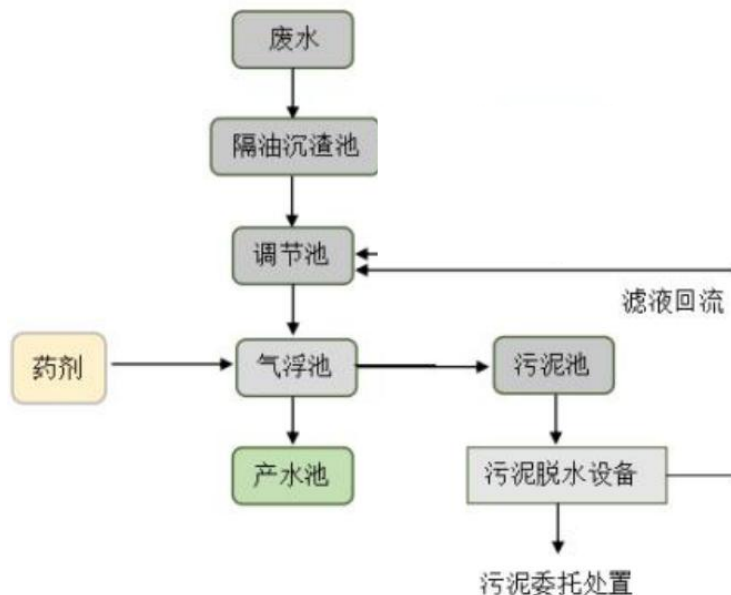 废水
隔油沉渣池
调节池
滤液回流
药剂
气浮池
污泥池
产水池
污泥脱水设备
污泥委托处置